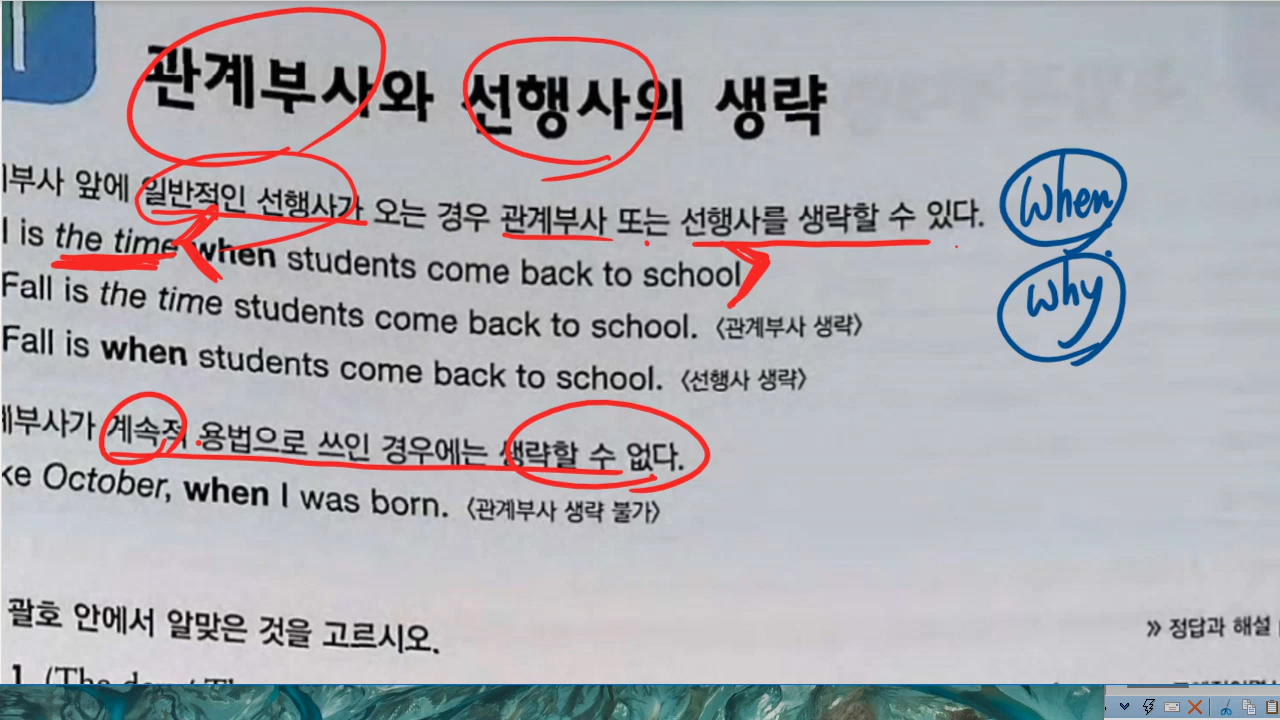 관계부사와 선행사의 생략
부사 앞에 일반적인 선행사가 오는 경우 관계부사 또는 선행사를 생략할 수 있다.
when
l is the time when students come back to school
why
Fall is the time students come back to school. 〈관계부사 생략〉
Fall is when students come back to school. 〈선행사 생략〉
계부사가 계속적 용법으로 쓰인 경우에는 생략할 수 없다.
ke October, when I was born. 〈관계부사 생략 불가〉
괄호 안에서 알맞은 것을 고르시오.
» 정답과 해설
1